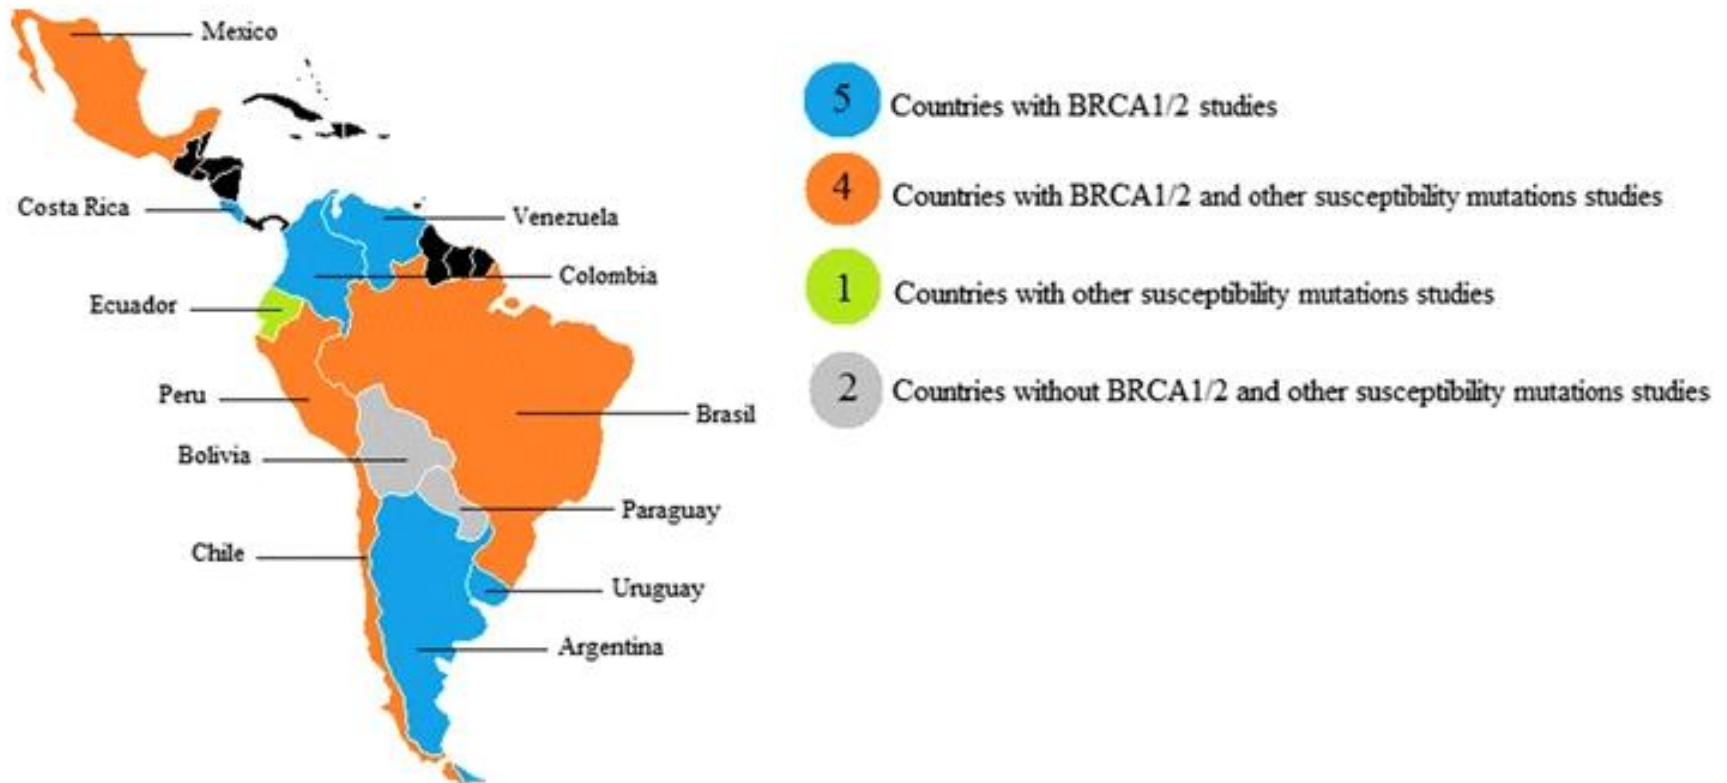 Mexico
Costa Rica
Venezuela
Colombia
Ecuador
Peru
Brasil
Bolivia
Paraguay
Chile
Uruguay
Argentina
5 Countries with BRCA1/2 studies
4 Countries with BRCA1/2 and other susceptibility mutations studies
1 Countries with other susceptibility mutations studies
2 Countries without BRCA1/2 and other susceptibility mutations studies